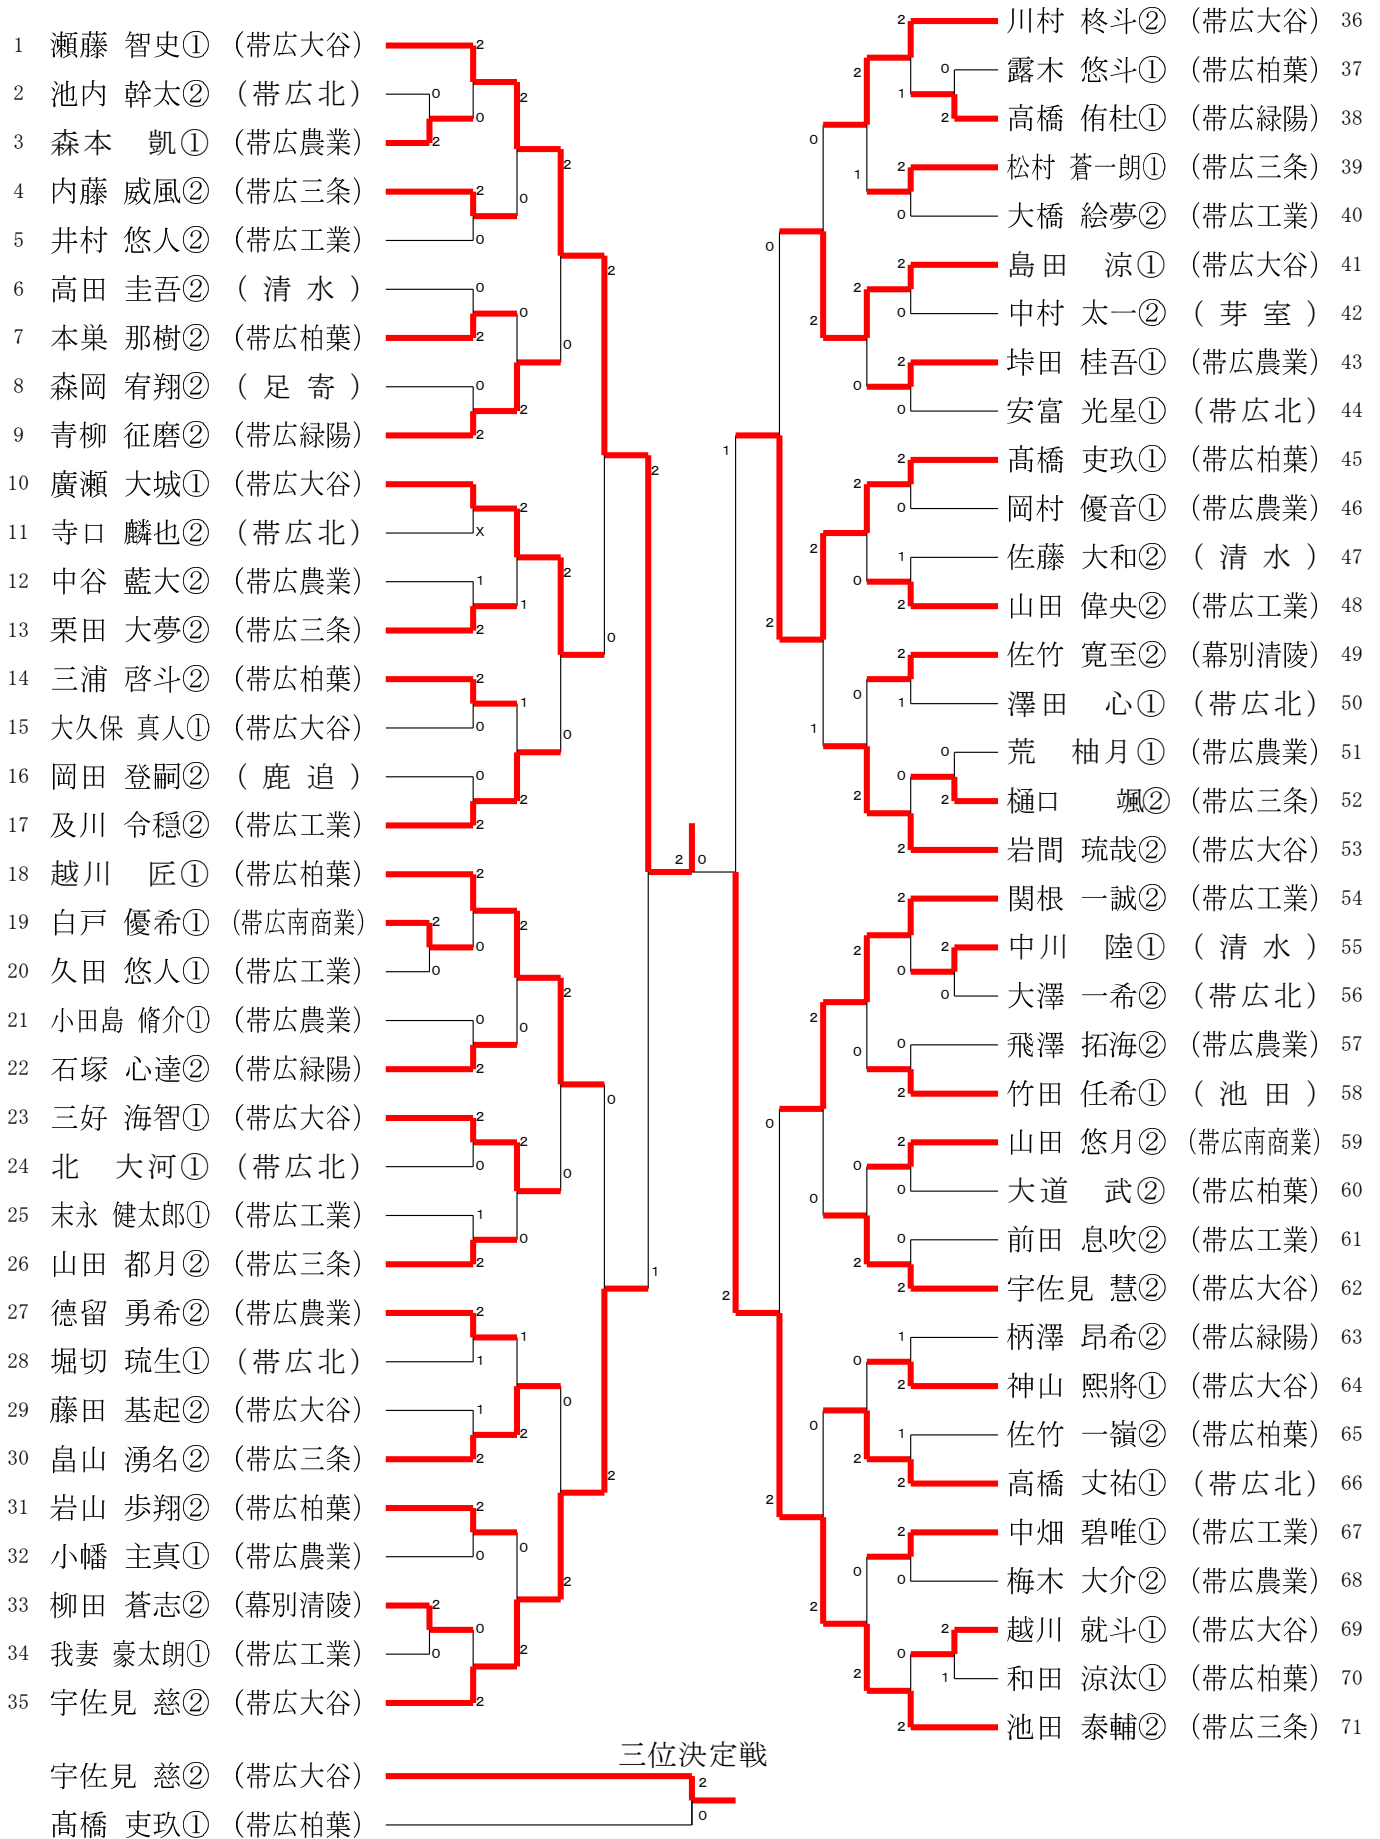 1 瀬藤 智史① (帯広大谷)
2 池内 幹太② (帯広北)
3 森本 凱① (帯広農業)
4 内藤 威風② (帯広三条)
5 井村 悠人② (帯広工業)
6 高田 圭吾② (清水)
7 本巣 那樹② (帯広柏葉)
8 森岡 宥翔② (足寄)
9 青柳 征磨② (帯広緑陽)
10 廣瀬 大城① (帯広大谷)
11 寺口 麟也② (帯広北)
12 中谷 藍大② (帯広農業)
13 栗田 大夢② (帯広三条)
14 三浦 啓斗② (帯広柏葉)
15 大久保 真人① (帯広大谷)
16 岡田 登嗣② (鹿追)
17 及川 令穏② (帯広工業)
18 越川 匠① (帯広柏葉)
19 白戸 優希① (帯広南商業)
20 久田 悠人① (帯広工業)
21 小田島 脩介① (帯広農業)
22 石塚 心達② (帯広緑陽)
23 三好 海智① (帯広大谷)
24 北 大河① (帯広北)
25 末永 健太郎① (帯広工業)
26 山田 都月② (帯広三条)
27 徳留 勇希② (帯広農業)
28 堀切 琉生① (帯広北)
29 藤田 基起② (帯広大谷)
30 畠山 湧名② (帯広三条)
31 岩山 歩翔② (帯広柏葉)
32 小幡 主真① (帯広農業)
33 柳田 蒼志② (幕別清陵)
34 我妻 豪太朗① (帯広工業)
35 宇佐見 慈② (帯広大谷)
川村 柊斗② (帯広大谷) 36
露木 悠斗① (帯広柏葉) 37
高橋 侑杜① (帯広緑陽) 38
松村 蒼一朗① (帯広三条) 39
大橋 絵夢② (帯広工業) 40
島田 涼① (帯広大谷) 41
中村 太一② (芽室) 42
垰田 桂吾① (帯広農業) 43
安富 光星① (帯広北) 44
髙橋 吏玖① (帯広柏葉) 45
岡村 優音① (帯広農業) 46
佐藤 大和② (清水) 47
山田 偉央② (帯広工業) 48
佐竹 寛至② (幕別清陵) 49
澤田 心① (帯広北) 50
荒 柚月① (帯広農業) 51
樋口 颯② (帯広三条) 52
岩間 琉哉② (帯広大谷) 53
関根 一誠② (帯広工業) 54
中川 陸① (清水) 55
大澤 一希② (帯広北) 56
飛澤 拓海② (帯広農業) 57
竹田 任希① (池田) 58
山田 悠月② (帯広南商業) 59
大道 武② (帯広柏葉) 60
前田 息吹② (帯広工業) 61
宇佐見 慧② (帯広大谷) 62
柄澤 昂希② (帯広緑陽) 63
神山 熙將① (帯広大谷) 64
佐竹 一嶺② (帯広柏葉) 65
高橋 丈祐① (帯広北) 66
中畑 碧唯① (帯広工業) 67
梅木 大介② (帯広農業) 68
越川 就斗① (帯広大谷) 69
和田 涼汰① (帯広柏葉) 70
池田 泰輔② (帯広三条) 71
三位決定戦
宇佐見 慈② (帯広大谷) 2
髙橋 吏玖① (帯広柏葉) 0